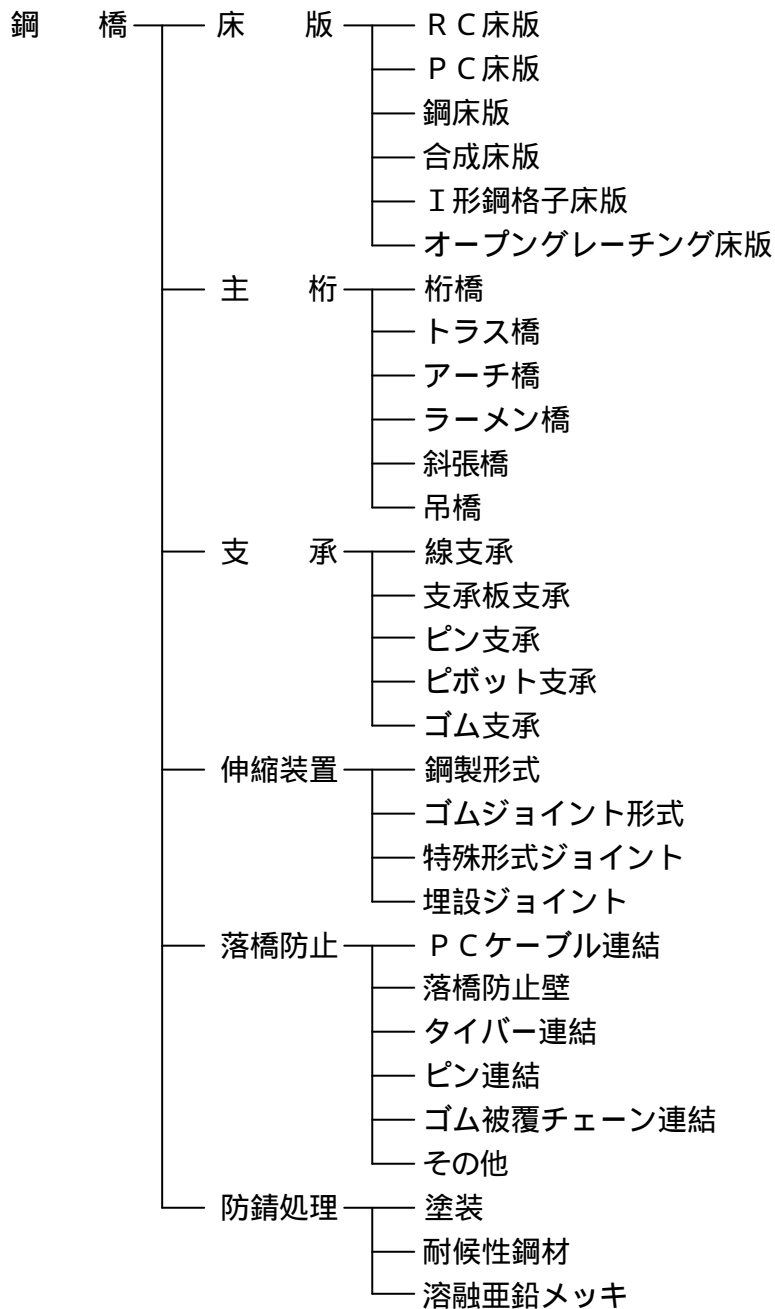 鋼　橋 床　版 ＲＣ床版
ＰＣ床版
鋼床版
合成床版
Ｉ形鋼格子床版
オープングレーチング床版
主　桁 桁橋
トラス橋
アーチ橋
ラーメン橋
斜張橋
吊橋
支　承 線支承
支承板支承
ピン支承
ピボット支承
ゴム支承
伸縮装置 鋼製形式
ゴムジョイント形式
特殊形式ジョイント
埋設ジョイント
落橋防止 ＰＣケーブル連結
落橋防止壁
タイバー連結
ピン連結
ゴム被覆チェーン連結
その他
防錆処理 塗装
耐候性鋼材
溶融亜鉛メッキ